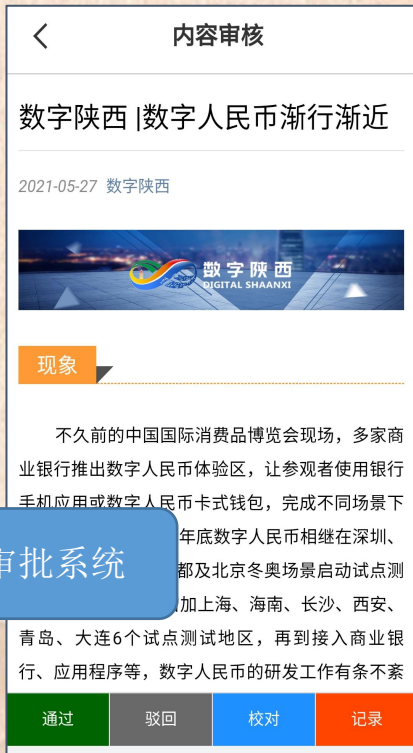 内容审核
数字陕西 |数字人民币渐行渐近
2021-05-27 数字陕西
数字陕西
DIGITAL SHAANXI
现象
不久前的中国国际消费品博览会现场，多家商
业银行推出数字人民币体验区，让参观者使用银行
手机应用或数字人民币卡式钱包，完成不同场景下
年底数字人民币相继在深圳、
批系统
都及北京冬奥场景启动试点测
加上海、海南、长沙、西安、
青岛、大连6个试点测试地区，再到接入商业银
行、应用程序等，数字人民币的研发工作有条不紊
通过
驳回
校对
记录